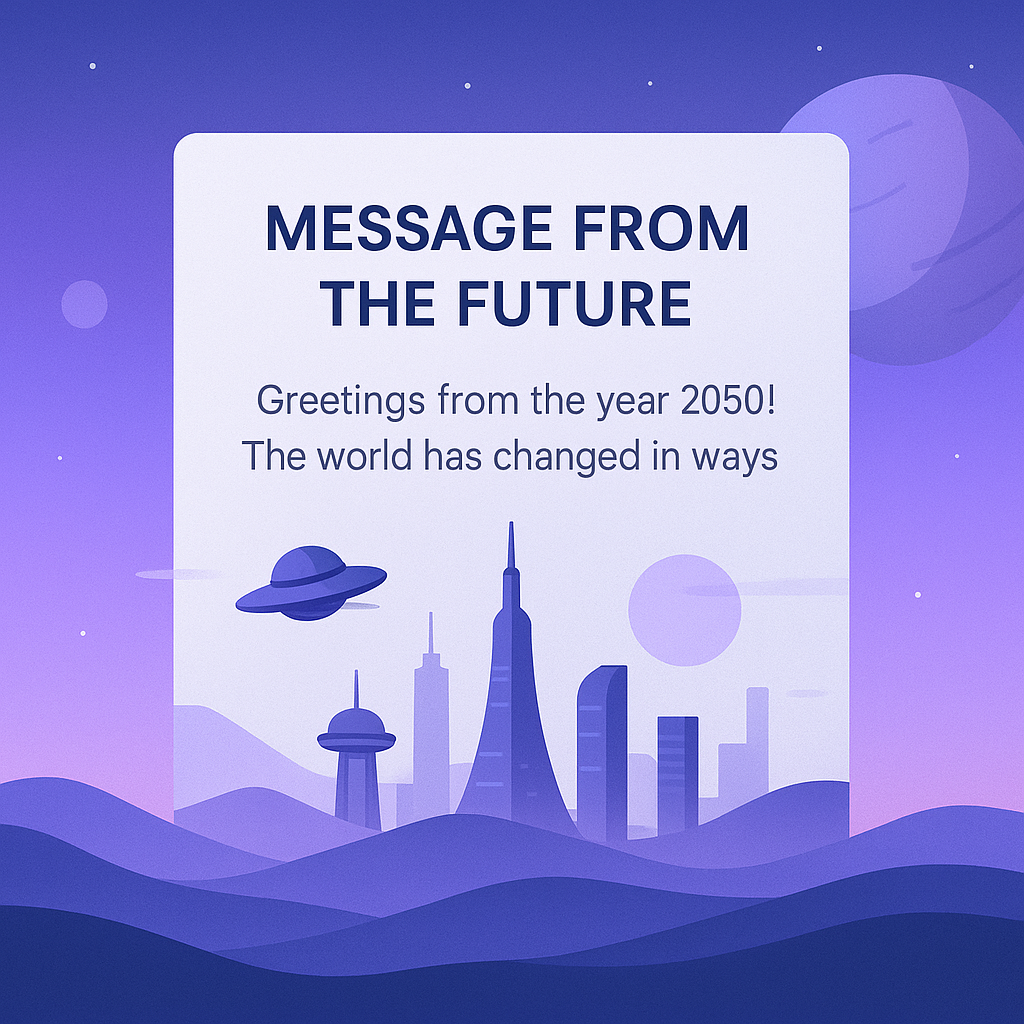 MESSAGE FROM
THE FUTURE
Greetings from the year 2050!
The world has changed in ways